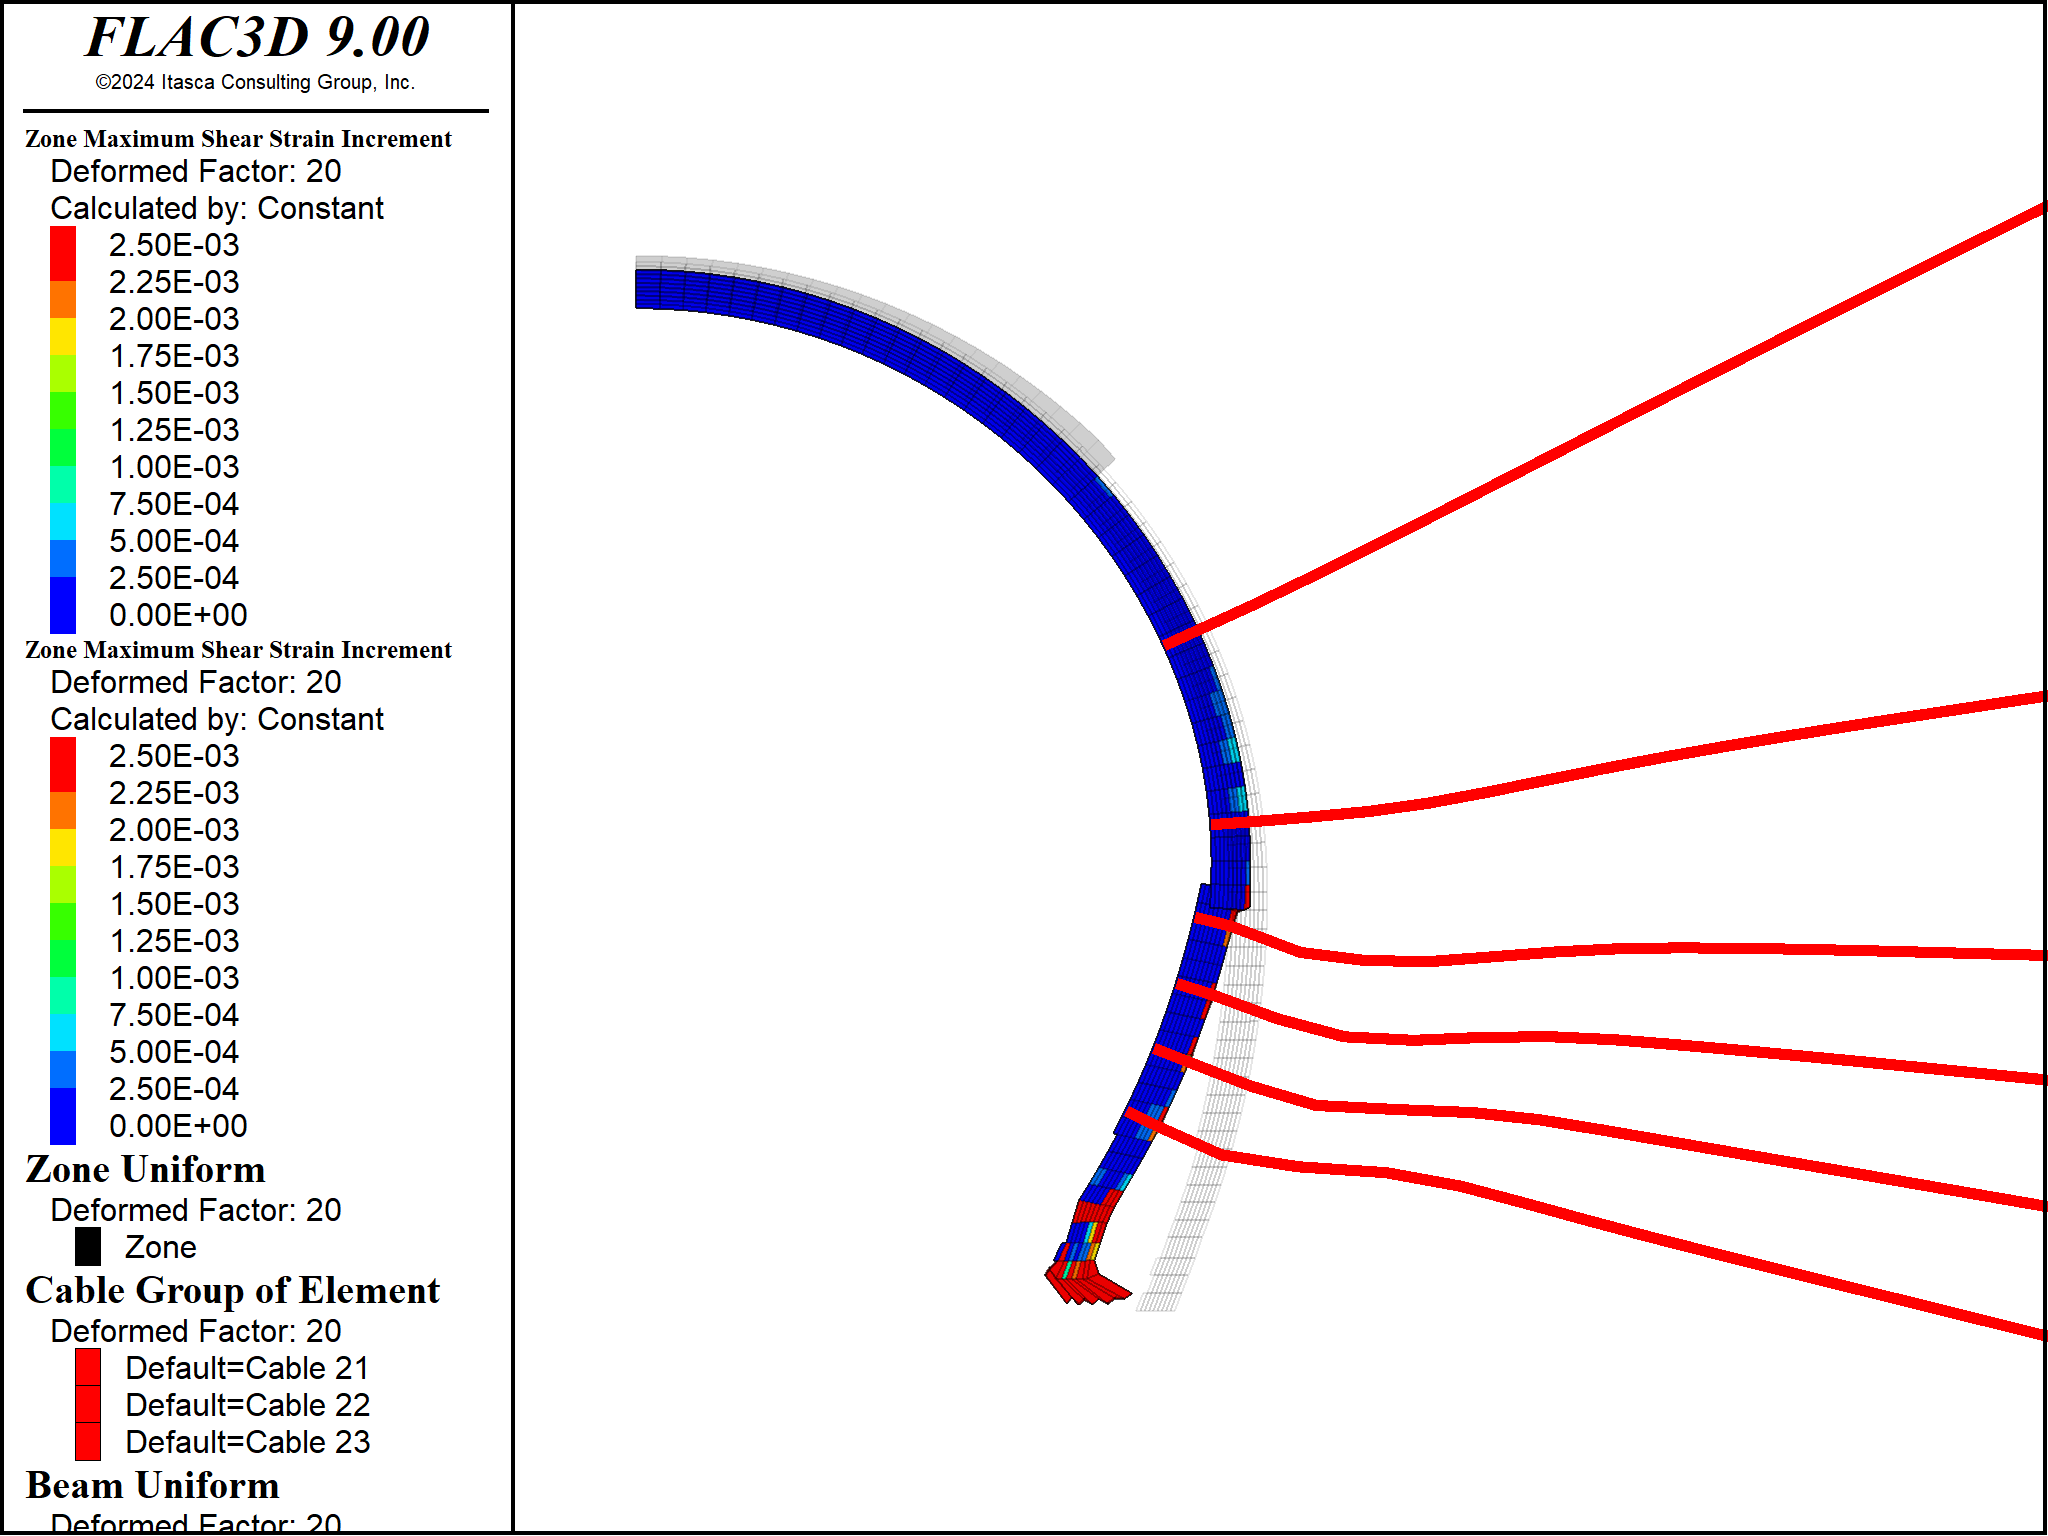 FLAC3D 9.00
©2024 Itasca Consulting Group, Inc.
Zone Maximum Shear Strain Increment
Deformed Factor: 20
Calculated by: Constant
2.50E-03
2.25E-03
2.00E-03
1.75E-03
1.50E-03
1.25E-03
1.00E-03
7.50E-04
5.00E-04
2.50E-04
0.00E+00
Zone Maximum Shear Strain Increment
Deformed Factor: 20
Calculated by: Constant
2.50E-03
2.25E-03
2.00E-03
1.75E-03
1.50E-03
1.25E-03
1.00E-03
7.50E-04
5.00E-04
2.50E-04
0.00E+00
Zone Uniform
Deformed Factor: 20
Zone
Cable Group of Element
Deformed Factor: 20
Default=Cable 21
Default=Cable 22
Default=Cable 23
Beam Uniform
Deformed Factor: 20